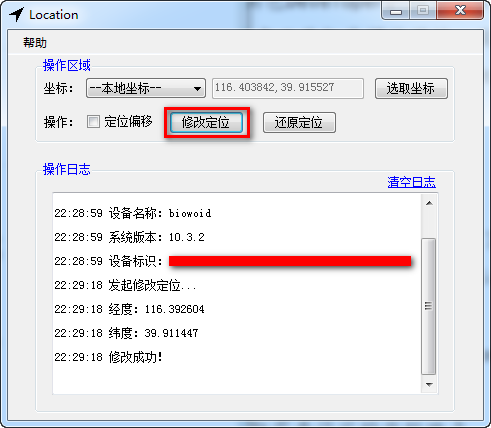 Location
帮助
操作区域
坐标： --本地坐标-- 116.403842,39.915527 选取坐标
操作： 定位偏移 修改定位 还原定位
操作日志
清空日志
22:28:59 设备名称：biowoid
22:28:59 系统版本：10.3.2
22:28:59 设备标识：
22:29:18 发起修改定位...
22:29:18 经度：116.392604
22:29:18 纬度：39.911447
22:29:18 修改成功！